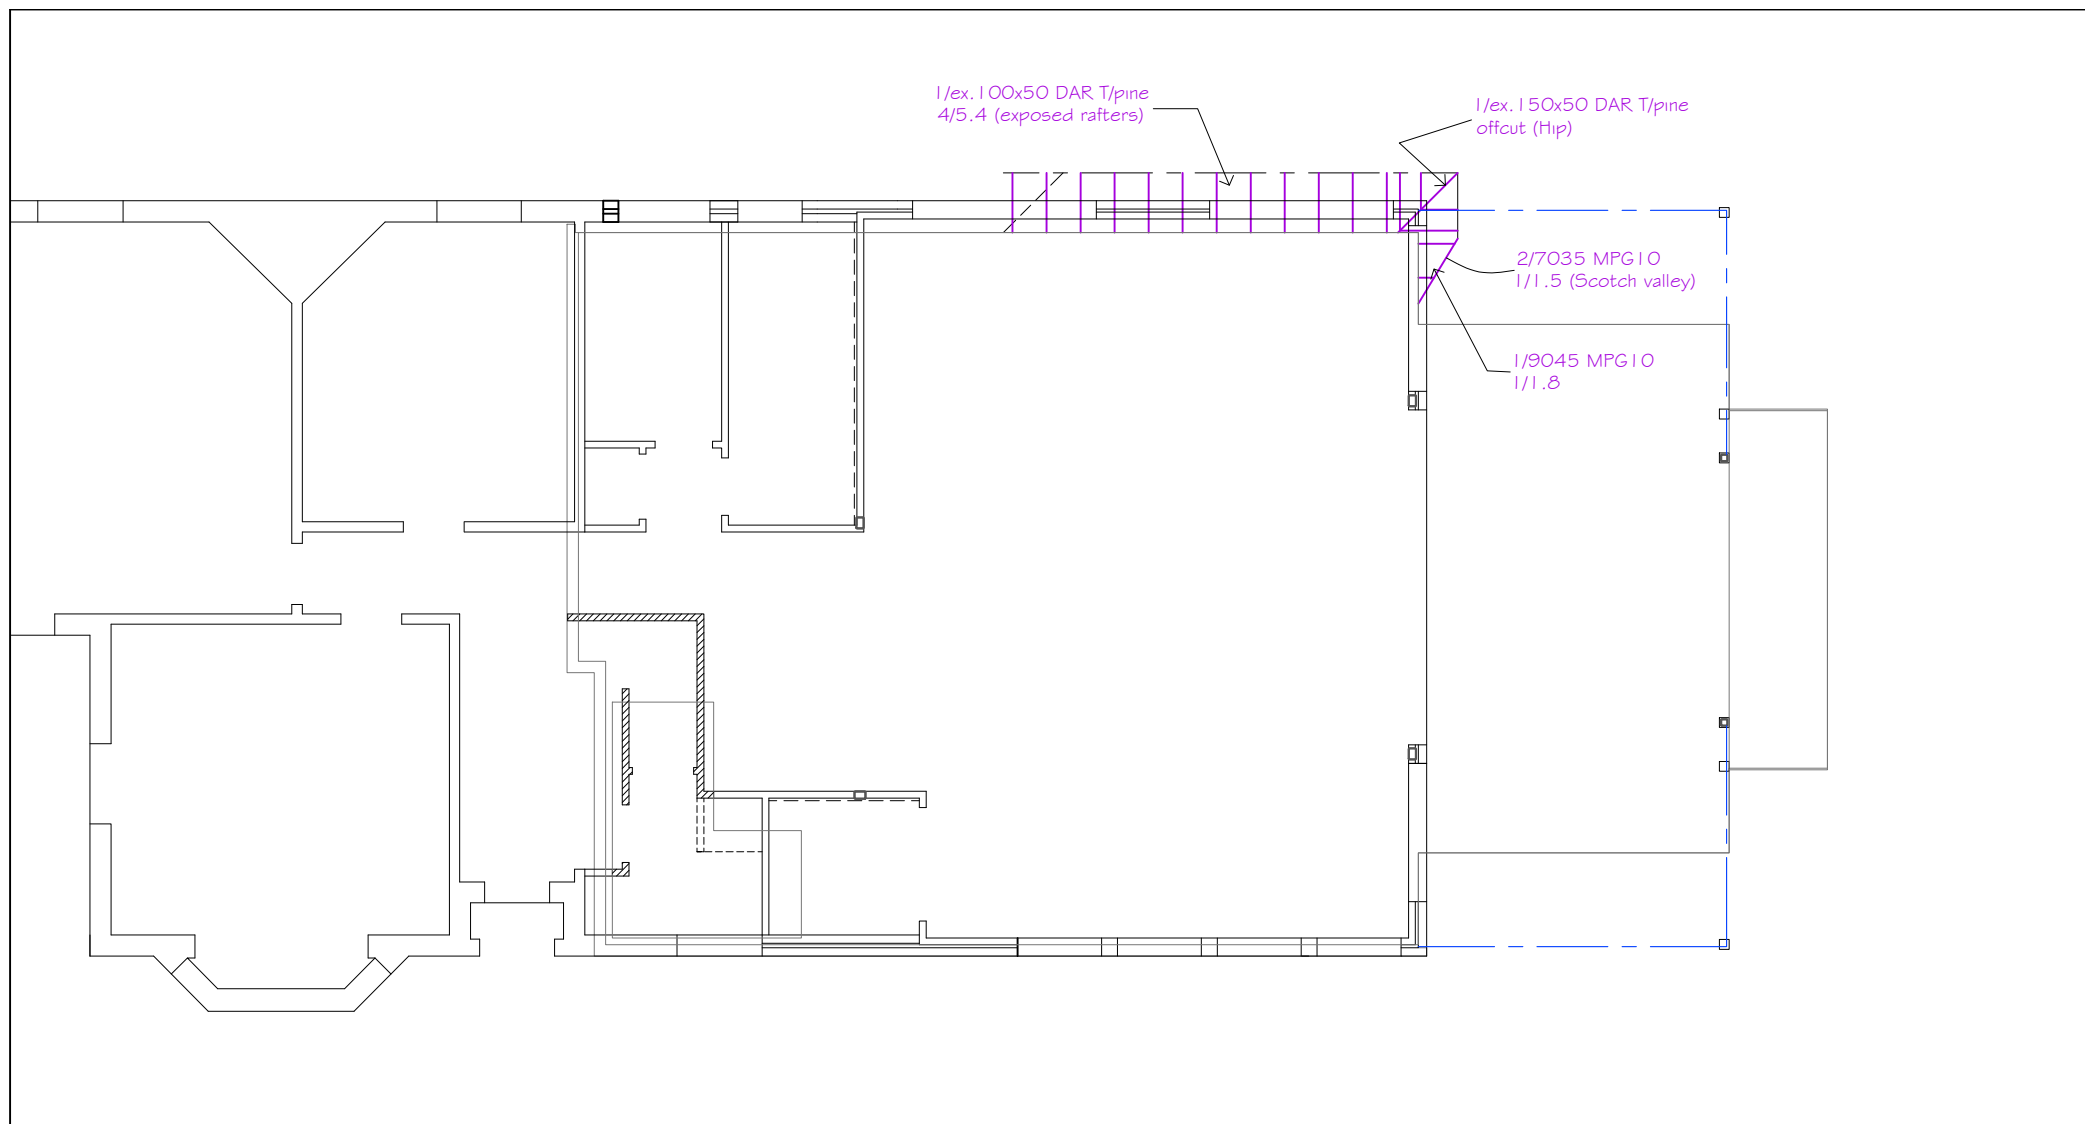 1/ex.100x50 DAR T/pine
4/5.4 (exposed rafters)
1/ex.150x50 DAR T/pine
offcut (Hip)
2/7035 MPG10
1/1.5 (Scotch valley)
1/9045 MPG10
1/1.8